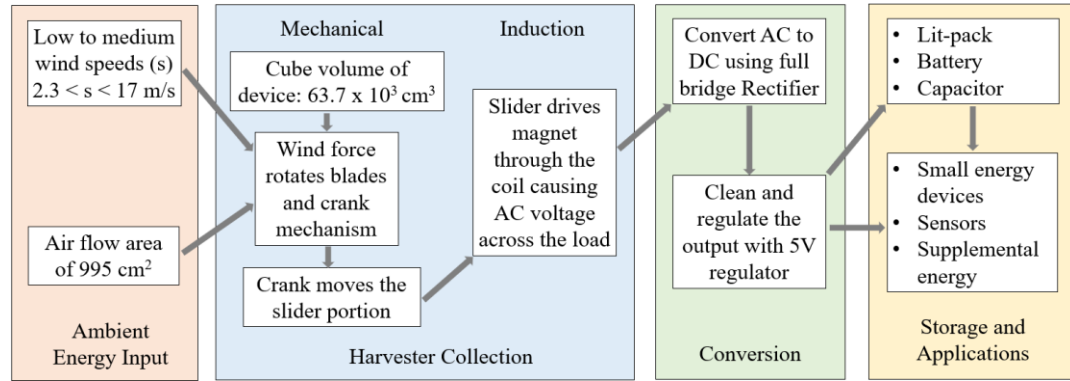 Low to medium
wind speeds (s)
2.3 < s < 17 m/s
Air flow area
of 995 cm²
Ambient
Energy Input
Mechanical
Cube volume of
device: 63.7 x 10³ cm³
Wind force
rotates blades
and crank
mechanism
Crank moves the
slider portion
Induction
Slider drives
magnet
through the
coil causing
AC voltage
across the load
Harvester Collection
Convert AC to
DC using full
bridge Rectifier
Clean and
regulate the
output with 5V
regulator
Conversion
• Lit-pack
• Battery
• Capacitor
• Small energy
devices
• Sensors
• Supplemental
energy
Storage and
Applications